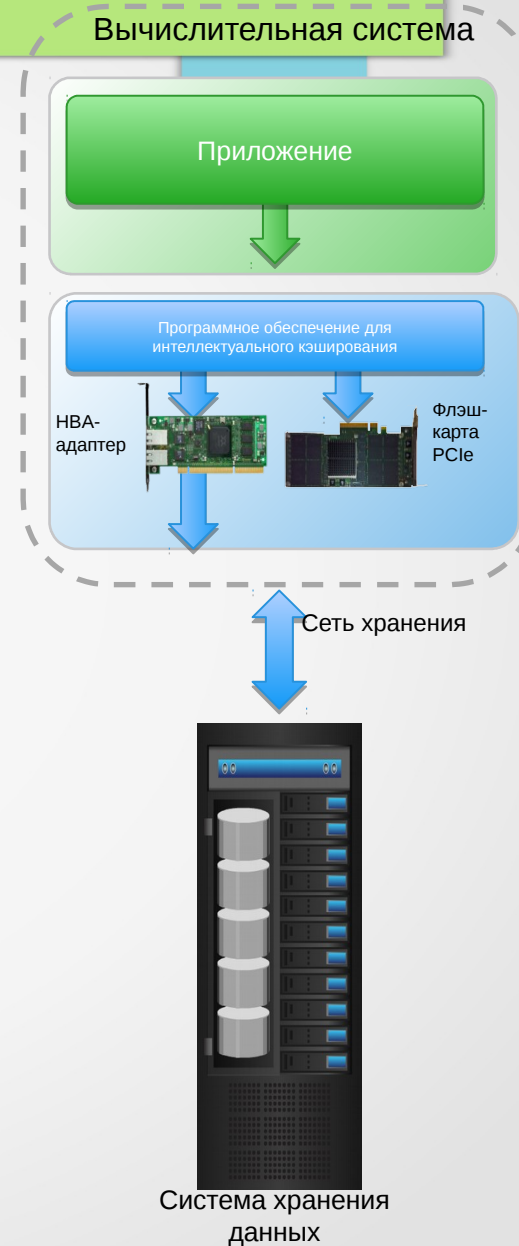 Вычислительная система
Приложение
Программное обеспечение для
интеллектуального кэширования
HBA-
адаптер
Флэш-
карта
PCIe
Сеть хранения
Система хранения
данных